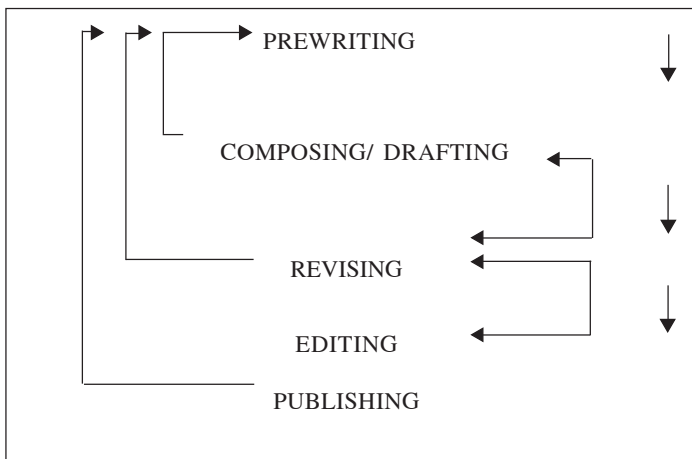 PREWRITING
COMPOSING/ DRAFTING
REVISING
EDITING
PUBLISHING